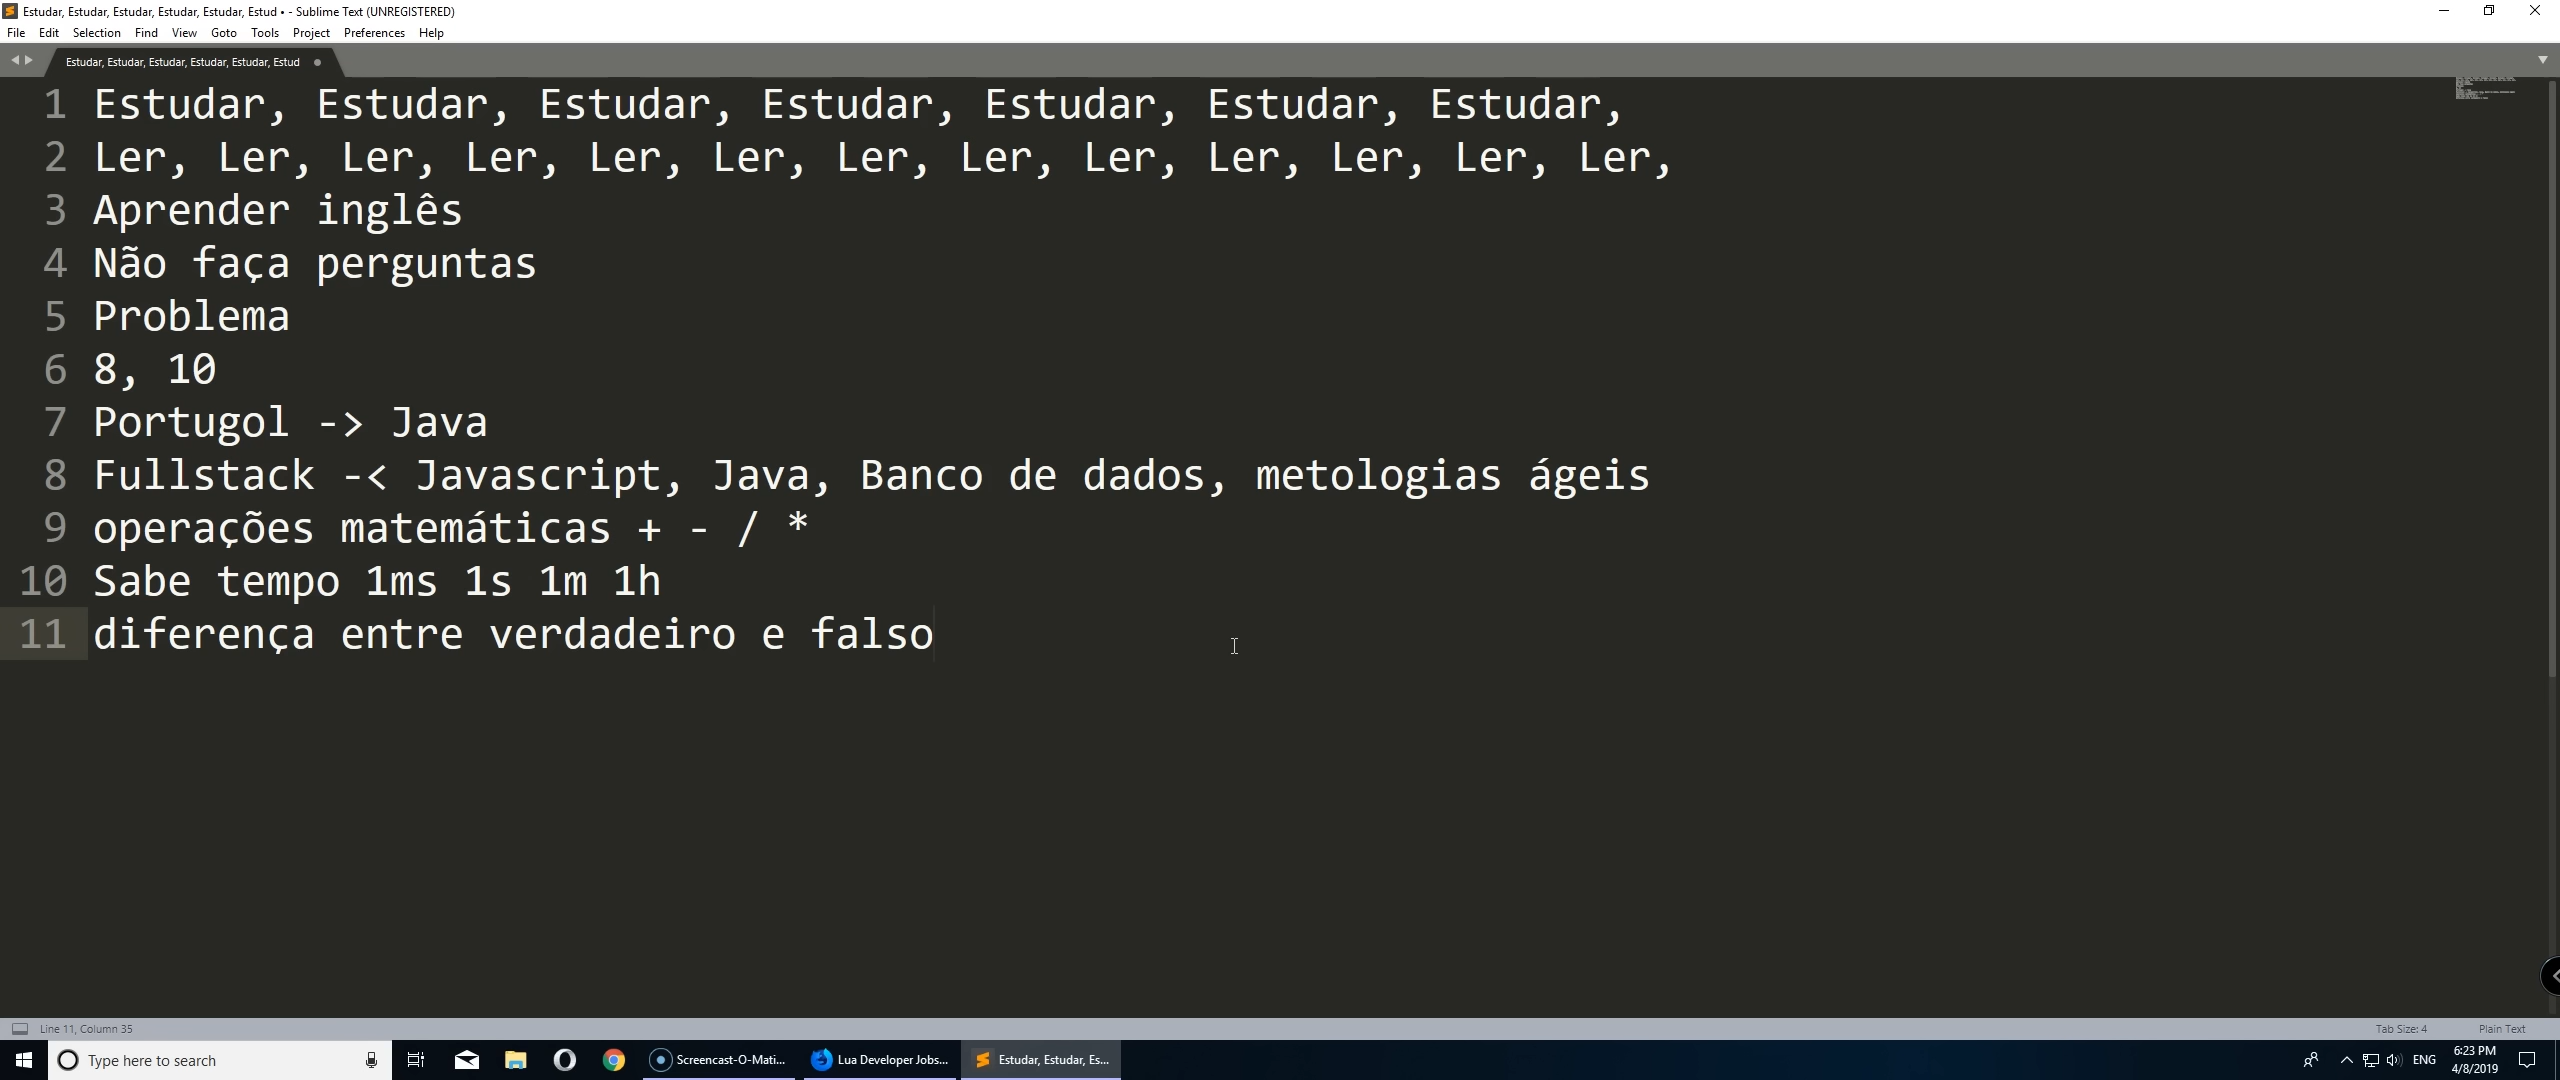 Estudar, Estudar, Estudar, Estudar, Estudar, Estud • - Sublime Text (UNREGISTERED)
File Edit Selection Find View Goto Tools Project Preferences Help
Estudar, Estudar, Estudar, Estudar, Estudar, Estud
1 Estudar, Estudar, Estudar, Estudar, Estudar, Estudar, Estudar,
2 Ler, Ler, Ler, Ler, Ler, Ler, Ler, Ler, Ler, Ler, Ler, Ler, Ler,
3 Aprender inglês
4 Não faça perguntas
5 Problema
6 8, 10
7 Portugol -> Java
8 Fullstack -< Javascript, Java, Banco de dados, metologias ágeis
9 operações matemáticas + - / *
10 Sabe tempo 1ms 1s 1m 1h
11 diferença entre verdadeiro e falso
Line 11, Column 35 Tab Size: 4 Plain Text
Type here to search Screencast-O-Mati... Lua Developer Jobs... Estudar, Estudar, Es... ENG 6:23 PM
4/8/2019